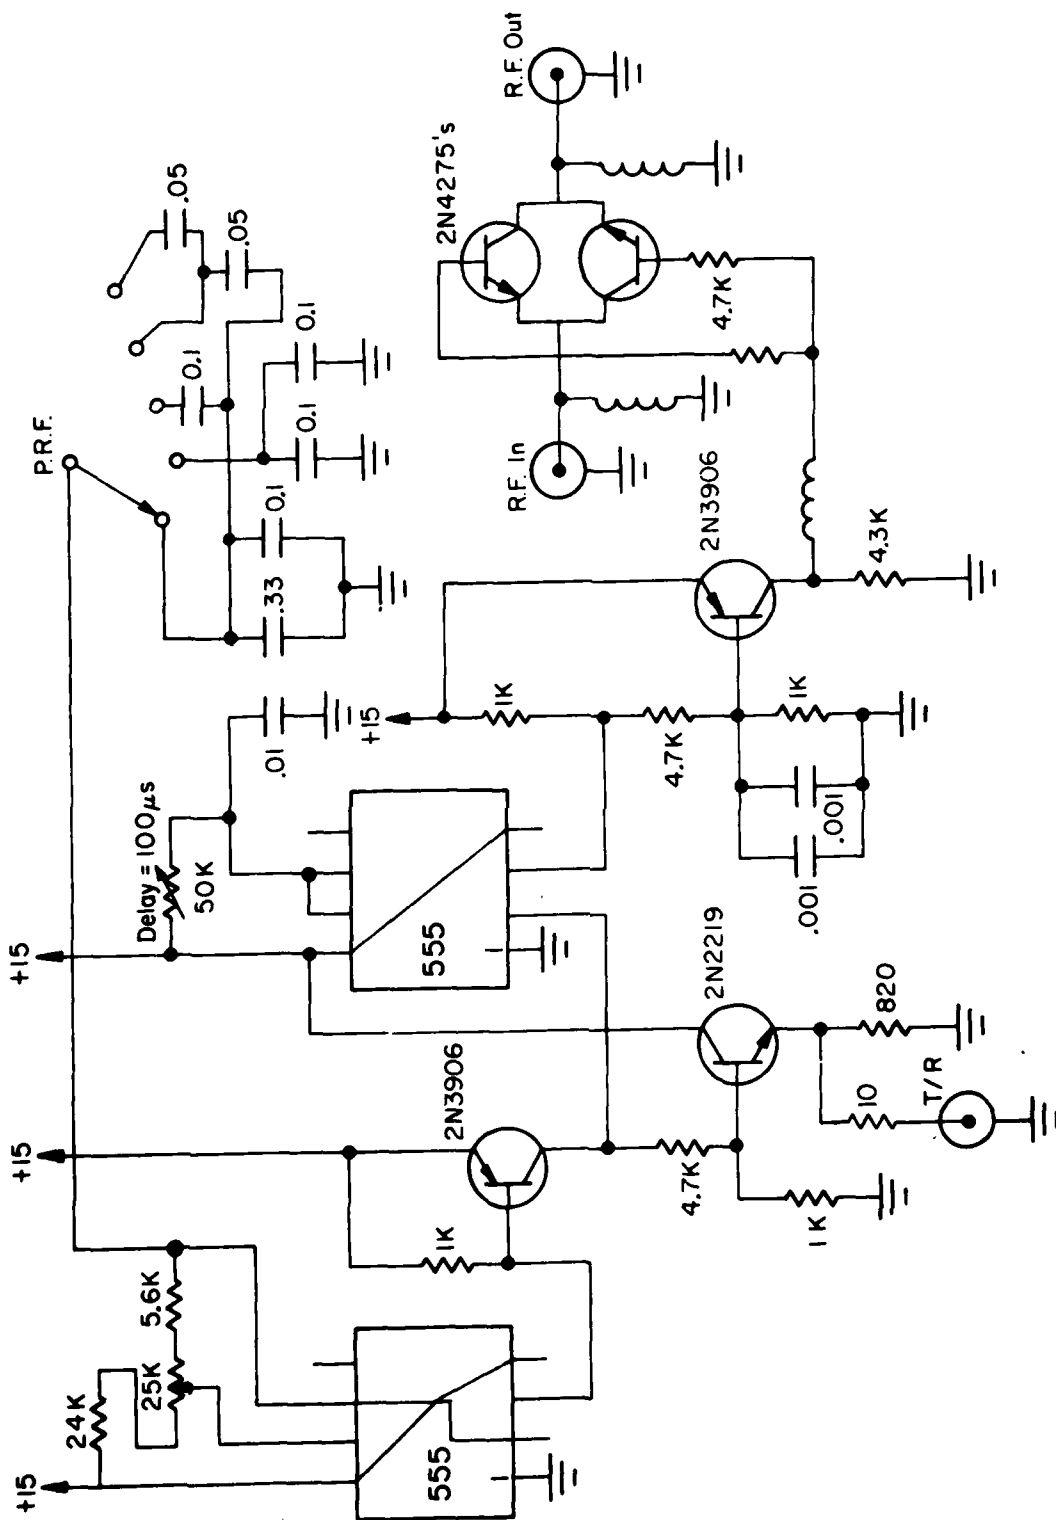 +15
+15
+15
P.R.F.
24K
25K
5.6K
Delay = 100μs
50K
.05
.05
0.1
0.1
0.1
0.1
.33
.01
+15
555
1K
2N3906
555
1K
4.7K
2N4275's
R.F. Out
R.F. In
4.7K
4.7K
2N2219
2N3906
1K
1K
.001
.001
10
820
T/R
4.3K